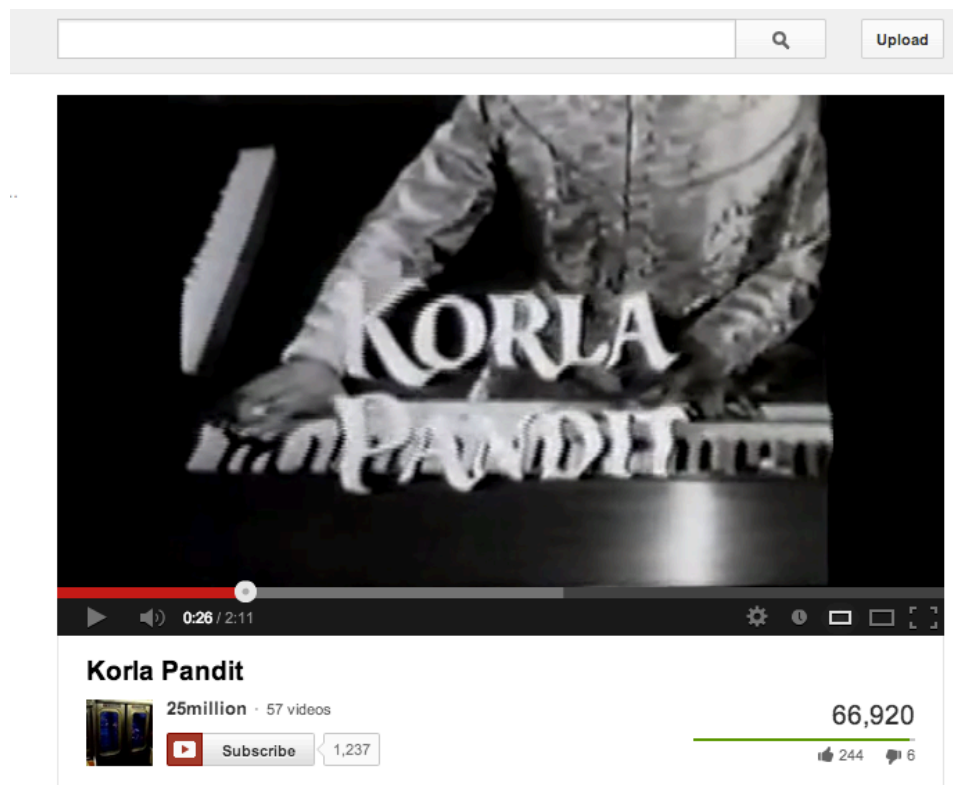 Upload
KORLA
PANDIT
0:26 / 2:11
Korla Pandit
25million · 57 videos
66,920
Subscribe 1,237
244 6